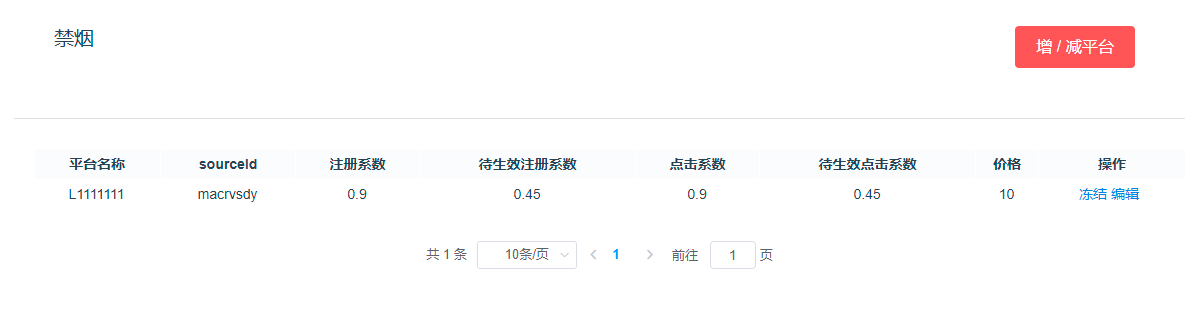 禁烟
增 / 减平台
平台名称 sourceId 注册系数 待生效注册系数 点击系数 待生效点击系数 价格 操作
L1111111 macrvsdy 0.9 0.45 0.9 0.45 10 冻结 编辑
共 1 条 10条/页 1 前往 1 页